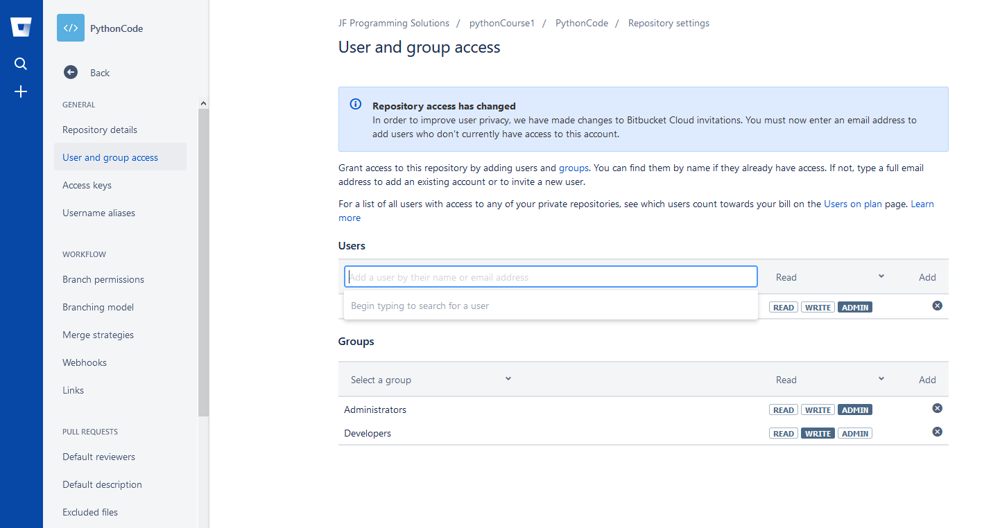 </>
PythonCode
Back
GENERAL
Repository details
User and group access
Access keys
Username aliases
WORKFLOW
Branch permissions
Branching model
Merge strategies
Webhooks
Links
PULL REQUESTS
Default reviewers
Default description
Excluded files
JF Programming Solutions / pythonCourse1 / PythonCode / Repository settings
User and group access
Repository access has changed
In order to improve user privacy, we have made changes to Bitbucket Cloud invitations. You must now enter an email address to
add users who don’t currently have access to this account.
Grant access to this repository by adding users and groups. You can find them by name if they already have access. If not, type a full email
address to add an existing account or to invite a new user.
For a list of all users with access to any of your private repositories, see which users count towards your bill on the Users on plan page. Learn
more
Users
Add a user by their name or email address Read Add
Begin typing to search for a user READ WRITE ADMIN
Groups
Select a group Read Add
Administrators READ WRITE ADMIN
Developers READ WRITE ADMIN